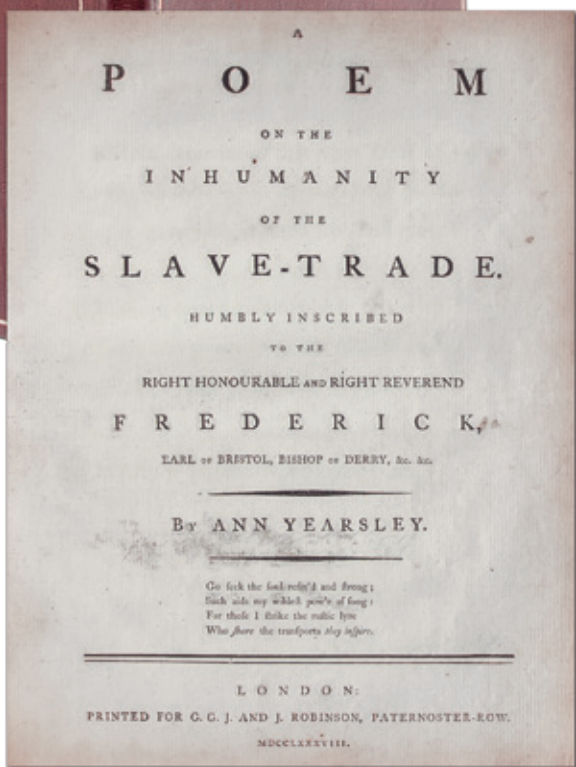 A
POEM
ON THE
INHUMANITY
OF THE
SLAVE-TRADE.
HUMBLY INSCRIBED
TO THE
RIGHT HONOURABLE AND RIGHT REVEREND
FREDERICK,
EARL OF BRISTOL, BISHOP OF DERRY, &c. &c.
BY ANN YEARSLEY.
Go seek the soul refin'd and strong;
Such aids my wildest pow'r of song:
For those I strike the rustic lyre
Who share the transports they inspire.
LONDON:
PRINTED FOR G. G. J. AND J. ROBINSON, PATERNOSTER-ROW.
MDCCLXXXVIII.